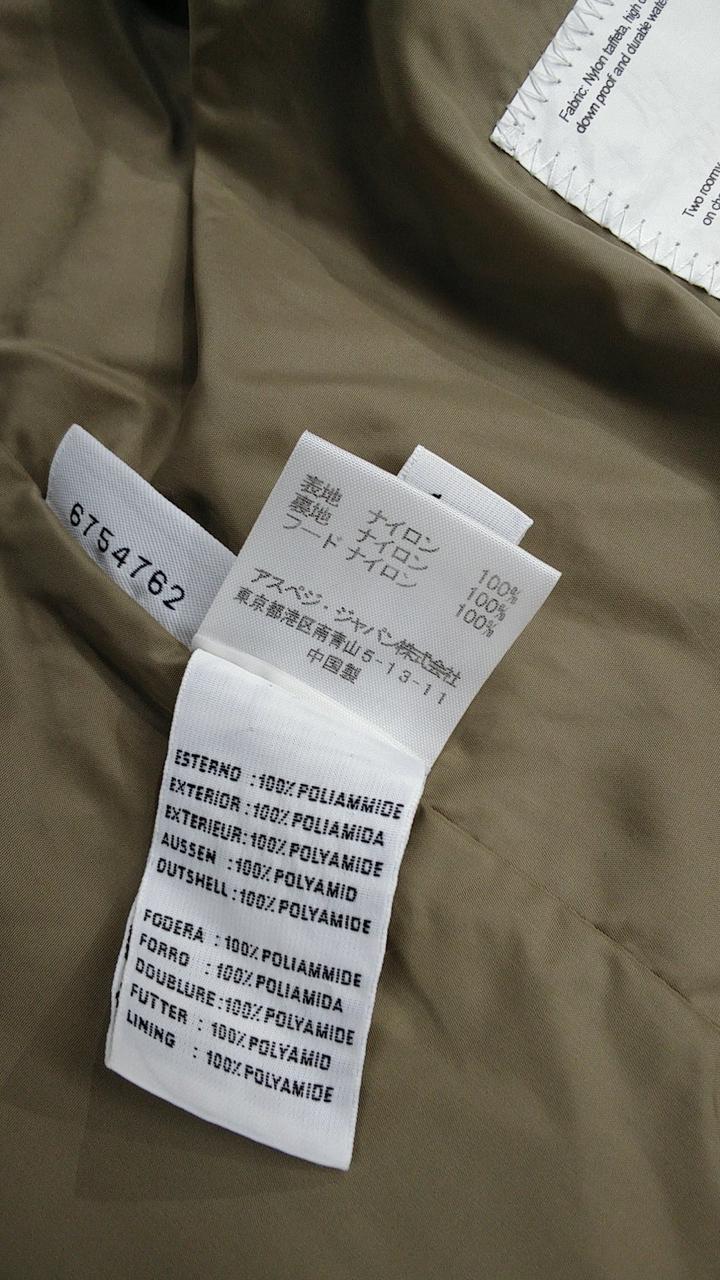 Fabric: Nylon taffeta, high
down proof and durable
Two roomy
on
6754762
表地 ナイロン 100%
裏地 ナイロン 100%
フード ナイロン 100%
アスペジ・ジャパン株式会社
東京都港区南青山5-13-11
中国製
ESTERNO :100% POLIAMMIDE
EXTERIOR :100% POLIAMIDA
EXTERIEUR:100% POLYAMIDE
AUSSEN :100% POLYAMID
OUTSHELL :100% POLYAMIDE
FODERA :100% POLIAMMIDE
FORRO :100% POLIAMIDA
DOUBLURE :100% POLYAMIDE
FUTTER : 100% POLYAMID
LINING : 100% POLYAMIDE